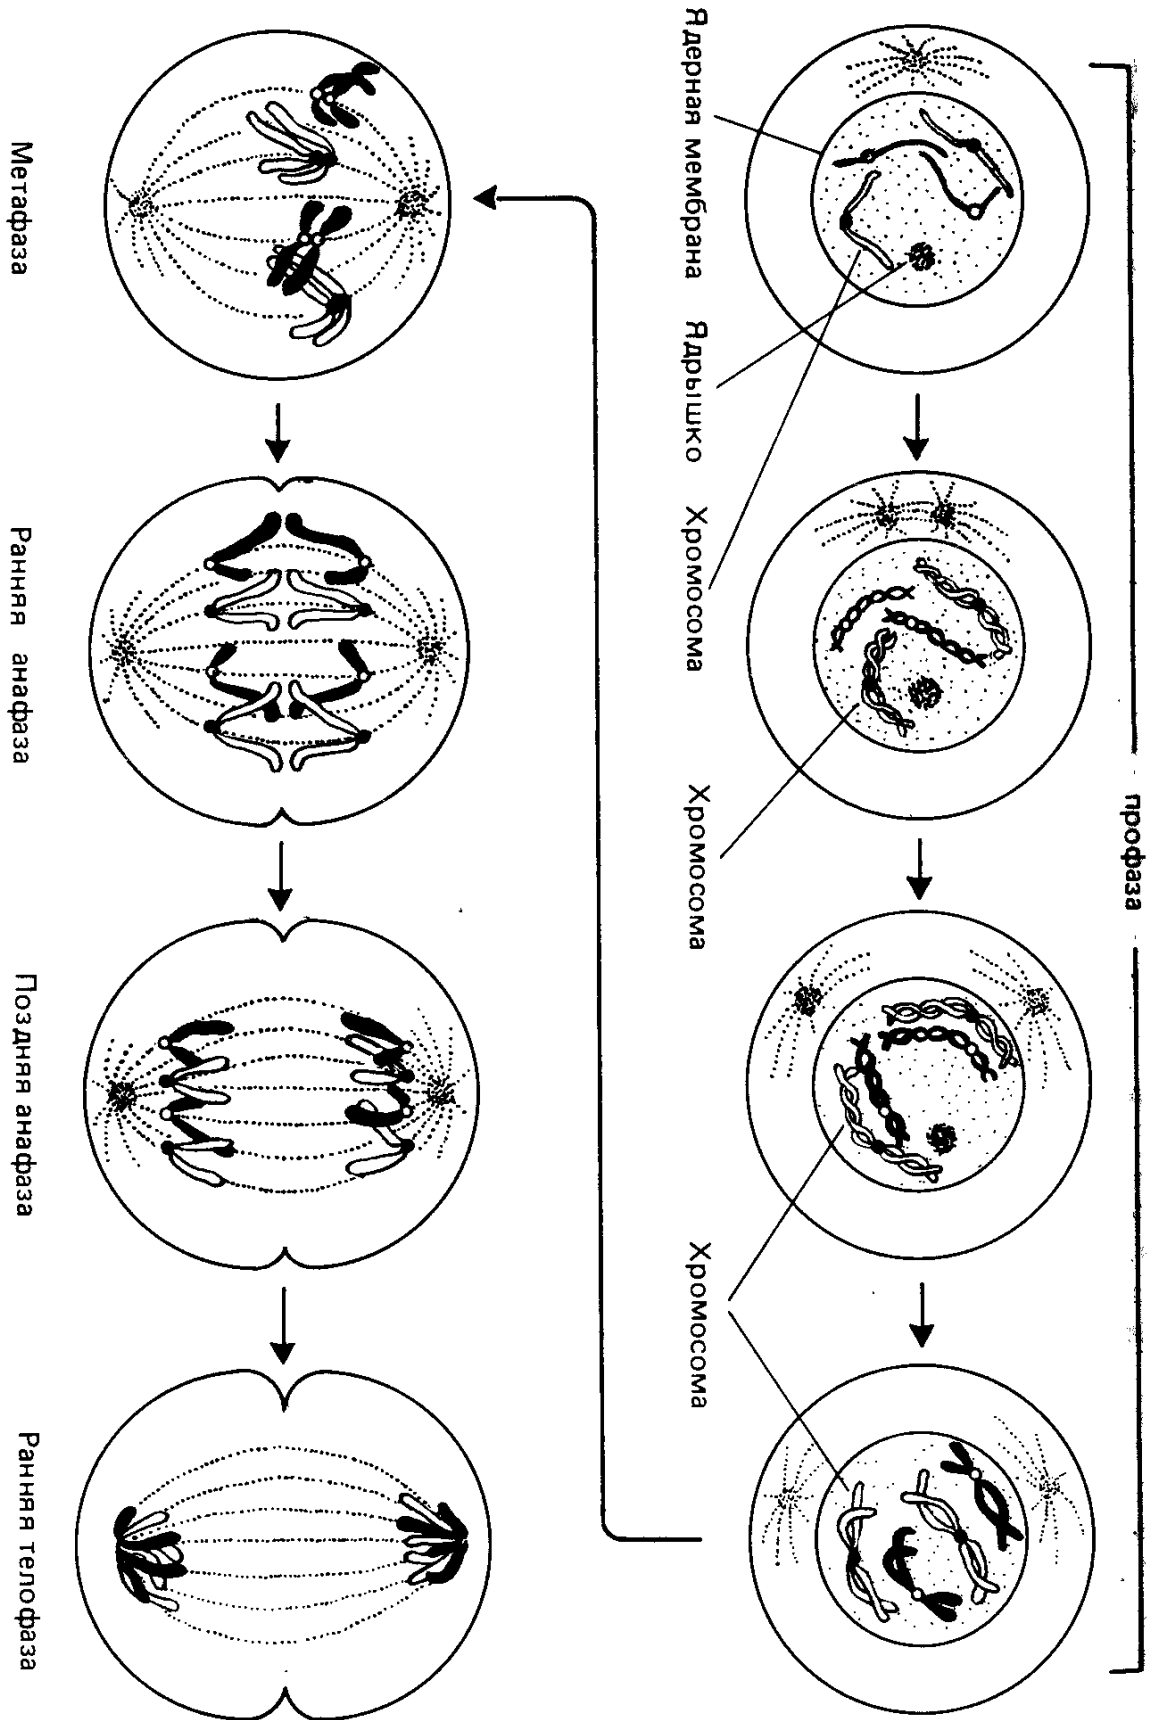 профаза
Ядерная мембрана
Ядрышко
Хромосома
Хромосома
Хромосома
Метафаза
Ранняя анафаза
Поздняя анафаза
Ранняя телофаза